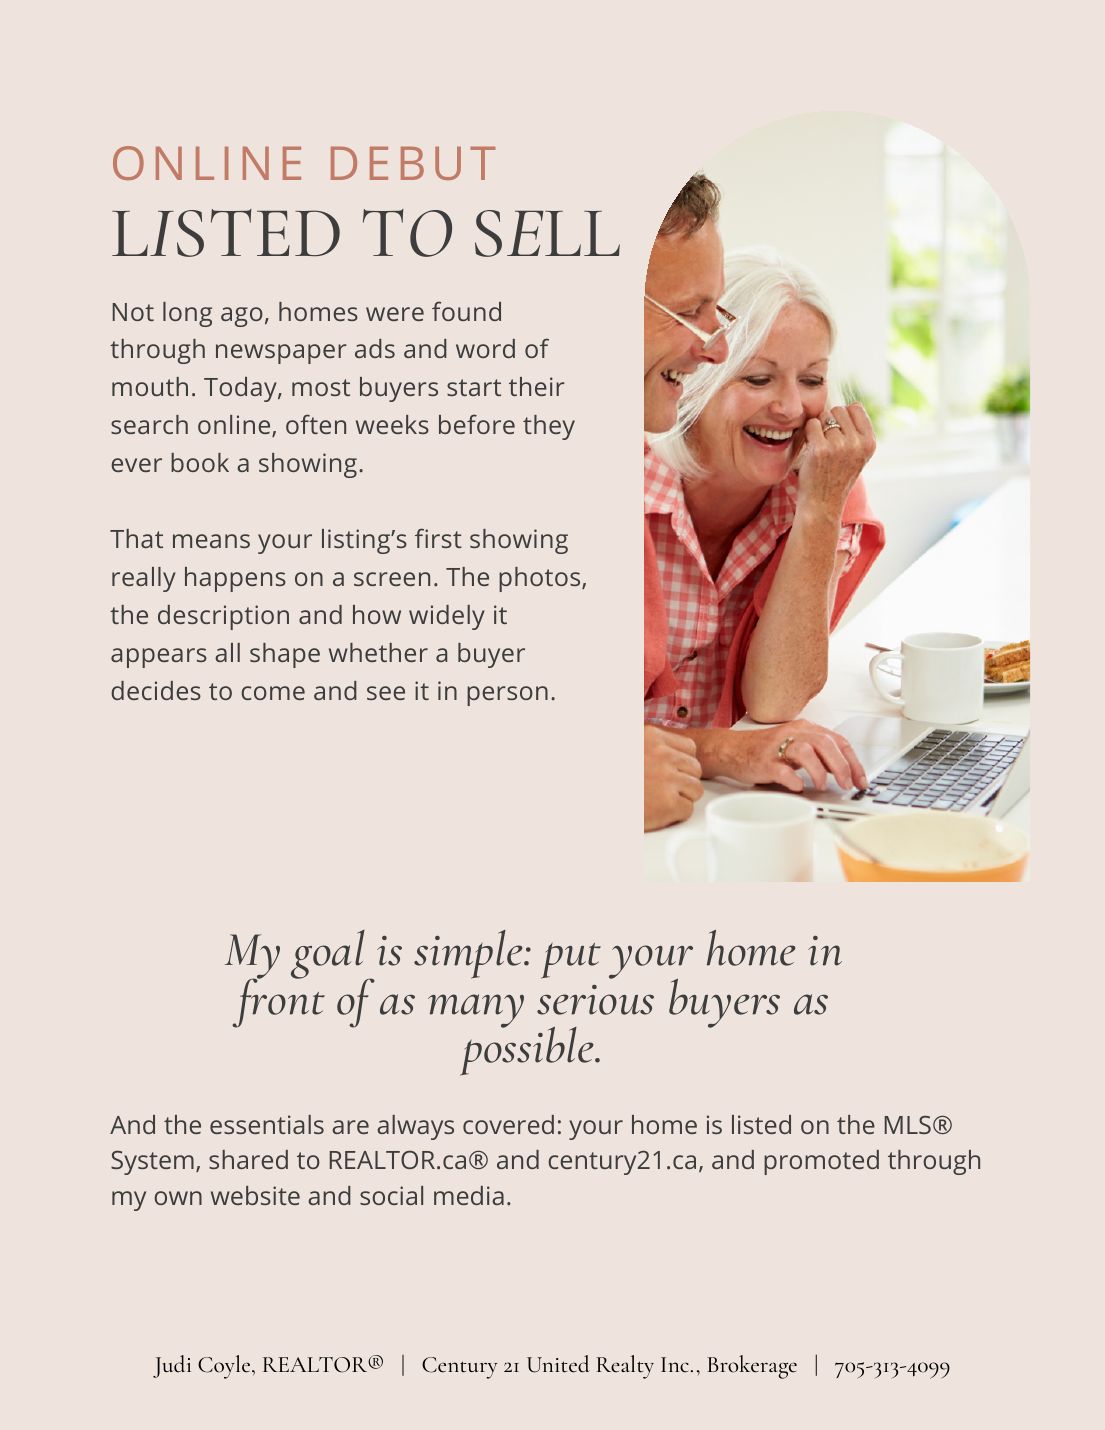 ONLINE DEBUT
LISTED TO SELL
Not long ago, homes were found
through newspaper ads and word of
mouth. Today, most buyers start their
search online, often weeks before they
ever book a showing.
That means your listing’s first showing
really happens on a screen. The photos,
the description and how widely it
appears all shape whether a buyer
decides to come and see it in person.
My goal is simple: put your home in
front of as many serious buyers as
possible.
And the essentials are always covered: your home is listed on the MLS®
System, shared to REALTOR.ca® and century21.ca, and promoted through
my own website and social media.
Judi Coyle, REALTOR® | Century 21 United Realty Inc., Brokerage | 705-313-4099